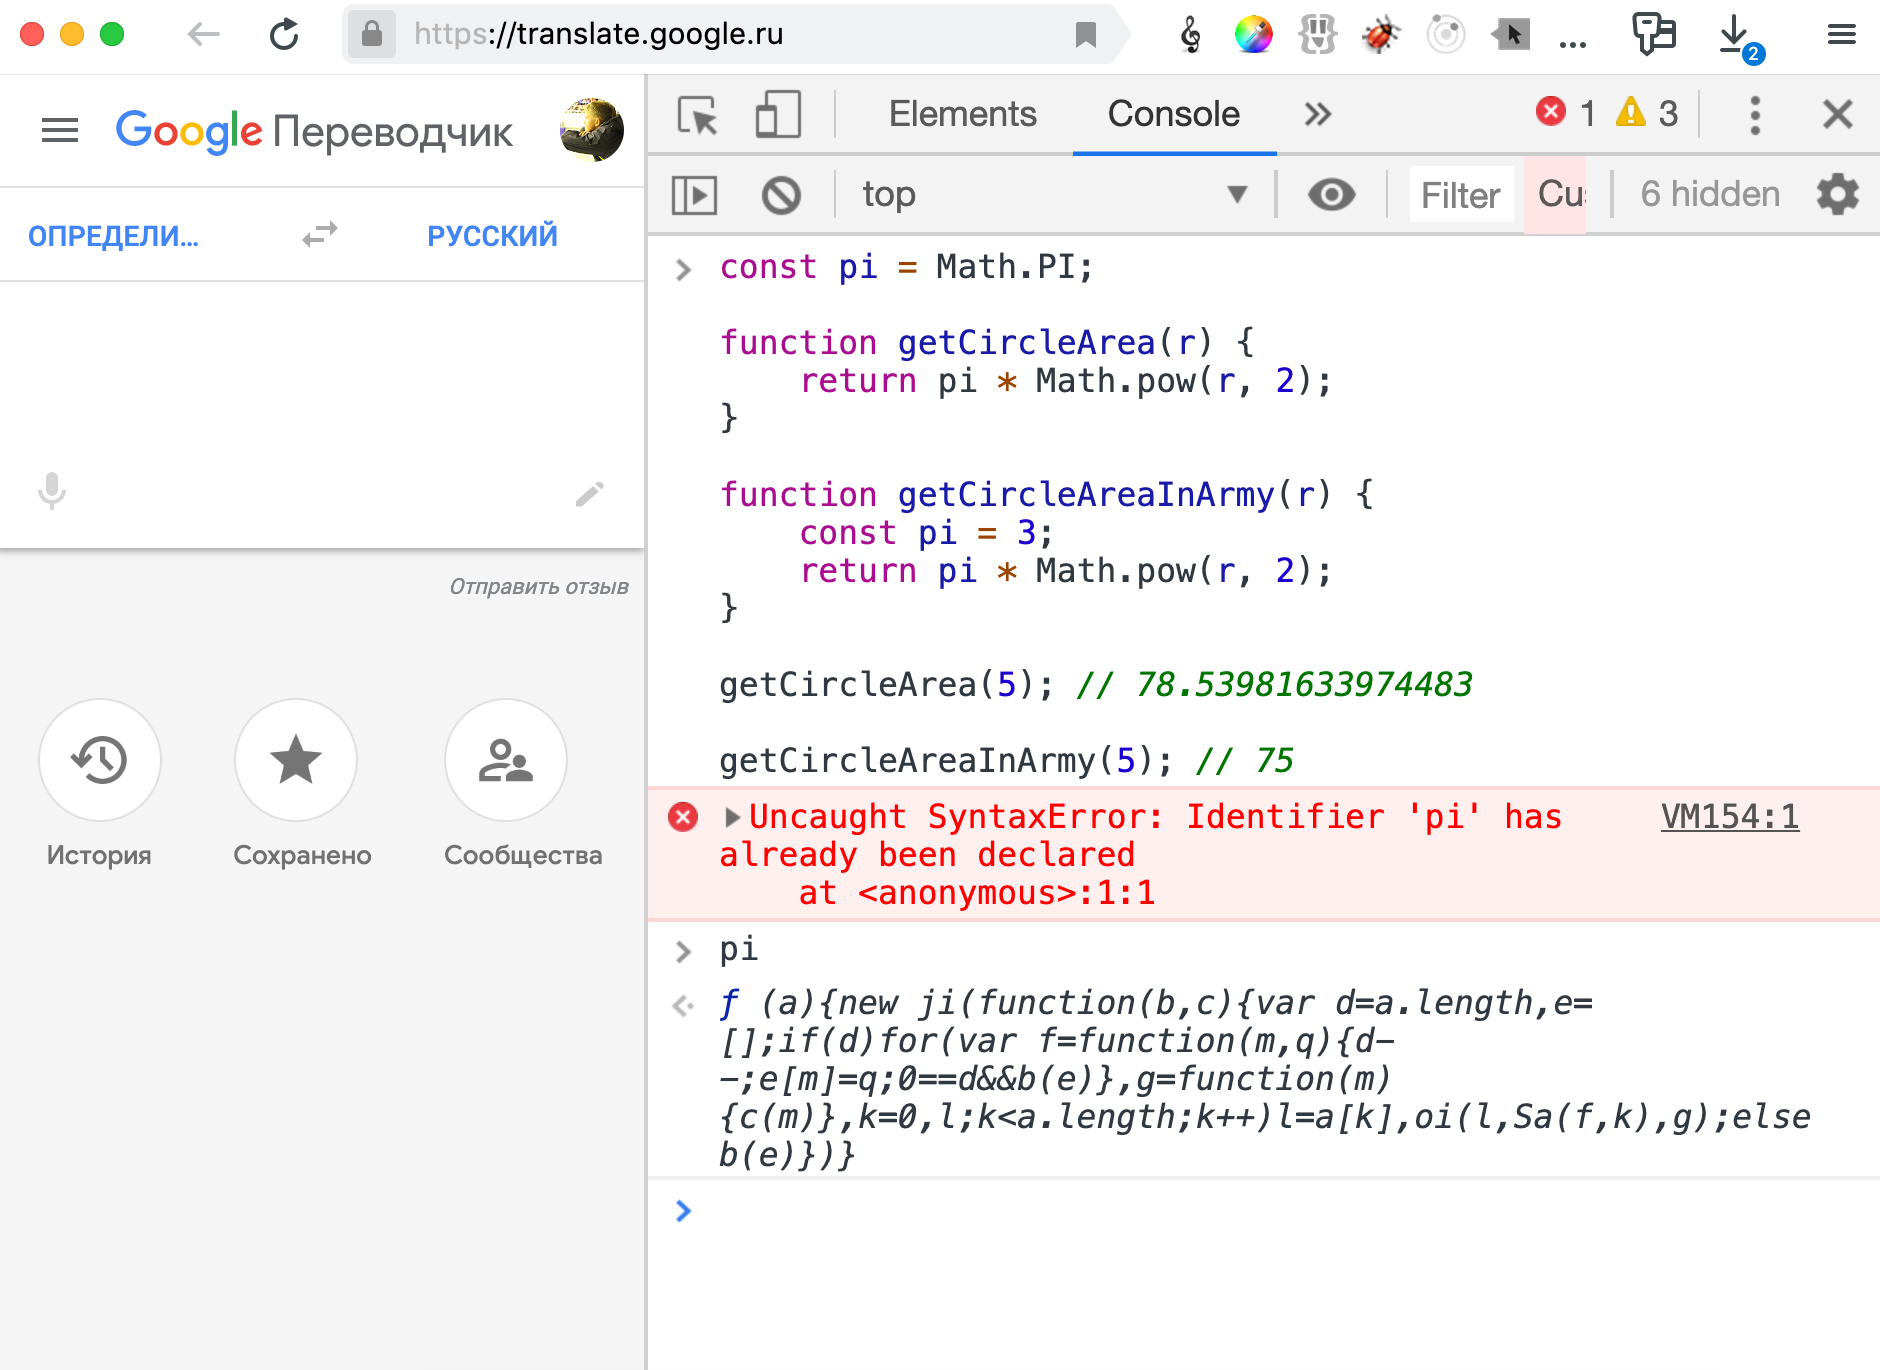 https://translate.google.ru
2
Google Переводчик
ОПРЕДЕЛИ...
РУССКИЙ
Отправить отзыв
История
Сохранено
Сообщества
Elements
Console
1
3
top
Filter
Cu
6 hidden
const pi = Math.PI;
function getCircleArea(r) {
return pi * Math.pow(r, 2);
}
function getCircleAreaInArmy(r) {
const pi = 3;
return pi * Math.pow(r, 2);
}
getCircleArea(5); // 78.53981633974483
getCircleAreaInArmy(5); // 75
Uncaught SyntaxError: Identifier 'pi' has VM154:1
already been declared
at <anonymous>:1:1
pi
ƒ (a){new ji(function(b,c){var d=a.length,e=
[];if(d)for(var f=function(m,q){d-
-;e[m]=q;0==d&&b(e)},g=function(m)
{c(m)},k=0,l;k<a.length;k++)l=a[k],oi(l,Sa(f,k),g);else
b(e)})}